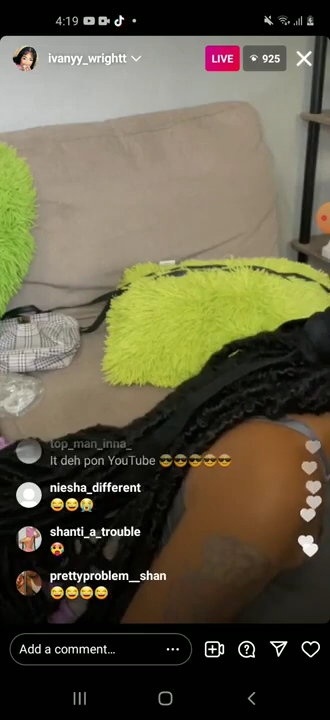 4:19
ivanyy_wrightt
LIVE
925
top_man_inna_
It deh pon YouTube 😎😎😎😎😎
niesha_different
😅😅😭
shanti_a_trouble
🥵
prettyproblem__shan
😂😂😂😂
Add a comment...